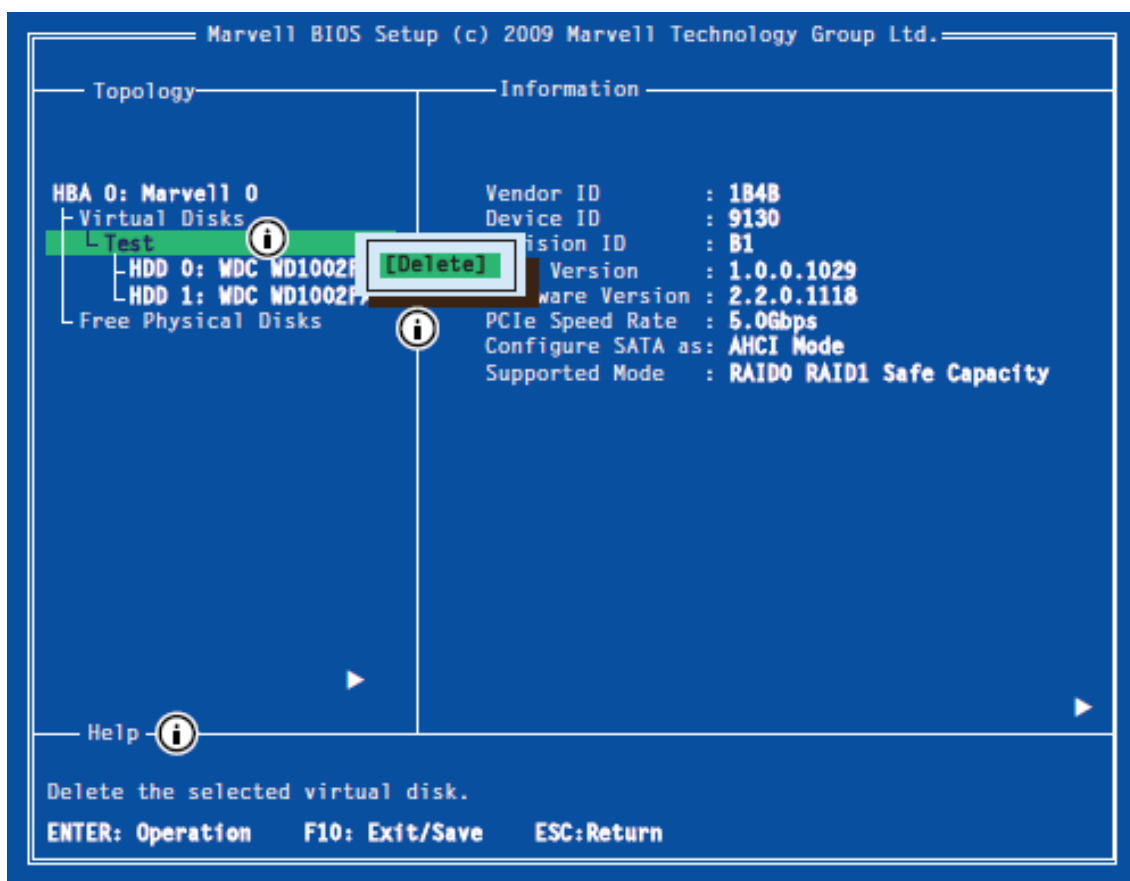 Marvell BIOS Setup (c) 2009 Marvell Technology Group Ltd.
Topology
Information
HBA 0: Marvell 0
Virtual Disks
Test
HDD 0: WDC
HDD 1: WDC
Free Physical Disks
[Delete]
Vendor ID : 1B4B
Device ID : 9130
ision ID : B1
Version : 1.0.0.1029
ware Version : 2.2.0.1118
PCIe Speed Rate : 5.0Gbps
Configure SATA as: AHCI Mode
Supported Mode : RAID0 RAID1 Safe Capacity
Help
Delete the selected virtual disk.
ENTER: Operation F10: Exit/Save ESC:Return